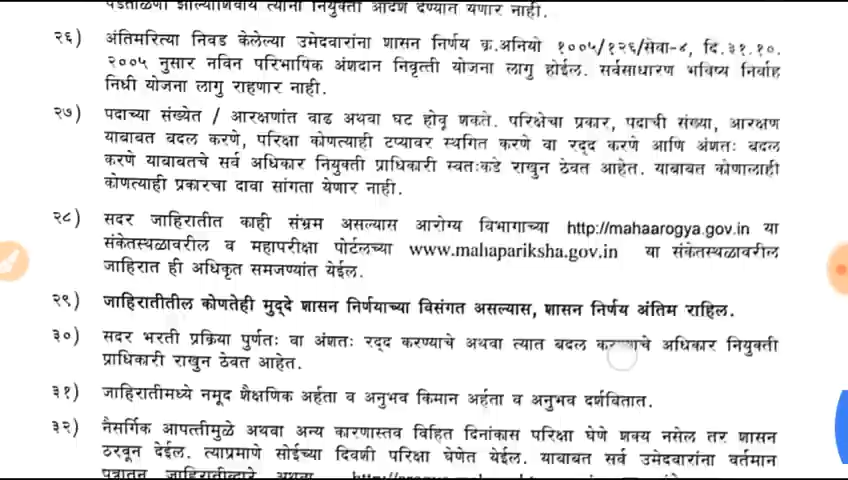 पडताळणी झाल्याशिवाय त्यांना नियुक्ती आदेश देण्यात येणार नाही.
२६) अंतिमरित्या निवड केलेल्या उमेदवारांना शासन निर्णय क्र.अनियो १००५/१२६/सेवा-४, दि.३१.१०.
२००५ नुसार नविन परिभाषिक अंशदान निवृत्ती योजना लागु होईल. सर्वसाधारण भविष्य निर्वाह
निधी योजना लागु राहणार नाही.
२७) पदाच्या संख्येत / आरक्षणांत वाढ अथवा घट होवू शकते. परिक्षेचा प्रकार, पदाची संख्या, आरक्षण
याबाबत बदल करणे, परिक्षा कोणत्याही टप्यावर स्थगित करणे वा रद्द करणे आणि अंशतः बदल
करणे याबाबतचे सर्व अधिकार नियुक्ती प्राधिकारी स्वतःकडे राखुन ठेवत आहेत. याबाबत कोणालाही
कोणत्याही प्रकारचा दावा सांगता येणार नाही.
२८) सदर जाहिरातीत काही संभ्रम असल्यास आरोग्य विभागाच्या http://mahaarogya.gov.in या
संकेतस्थळावरील व महापरीक्षा पोर्टलच्या www.mahapariksha.gov.in या संकेतस्थळावरील
जाहिरात ही अधिकृत समजण्यांत येईल.
२९) जाहिरातीतील कोणतेही मुद्दे शासन निर्णयाच्या विसंगत असल्यास, शासन निर्णय अंतिम राहिल.
३०) सदर भरती प्रक्रिया पुर्णतः वा अंशतः रद्द करण्याचे अथवा त्यात बदल करण्याचे अधिकार नियुक्ती
प्राधिकारी राखुन ठेवत आहेत.
३१) जाहिरातीमध्ये नमूद शैक्षणिक अर्हता व अनुभव किमान अर्हता व अनुभव दर्शवितात.
३२) नैसर्गिक आपत्तीमुळे अथवा अन्य कारणास्तव विहित दिनांकास परिक्षा घेणे शक्य नसेल तर शासन
ठरवून देईल. त्याप्रमाणे सोईच्या दिवशी परिक्षा घेणेत येईल. याबाबत सर्व उमेदवारांना वर्तमान
पत्रातून जाहिरातीव्दारे अथवा